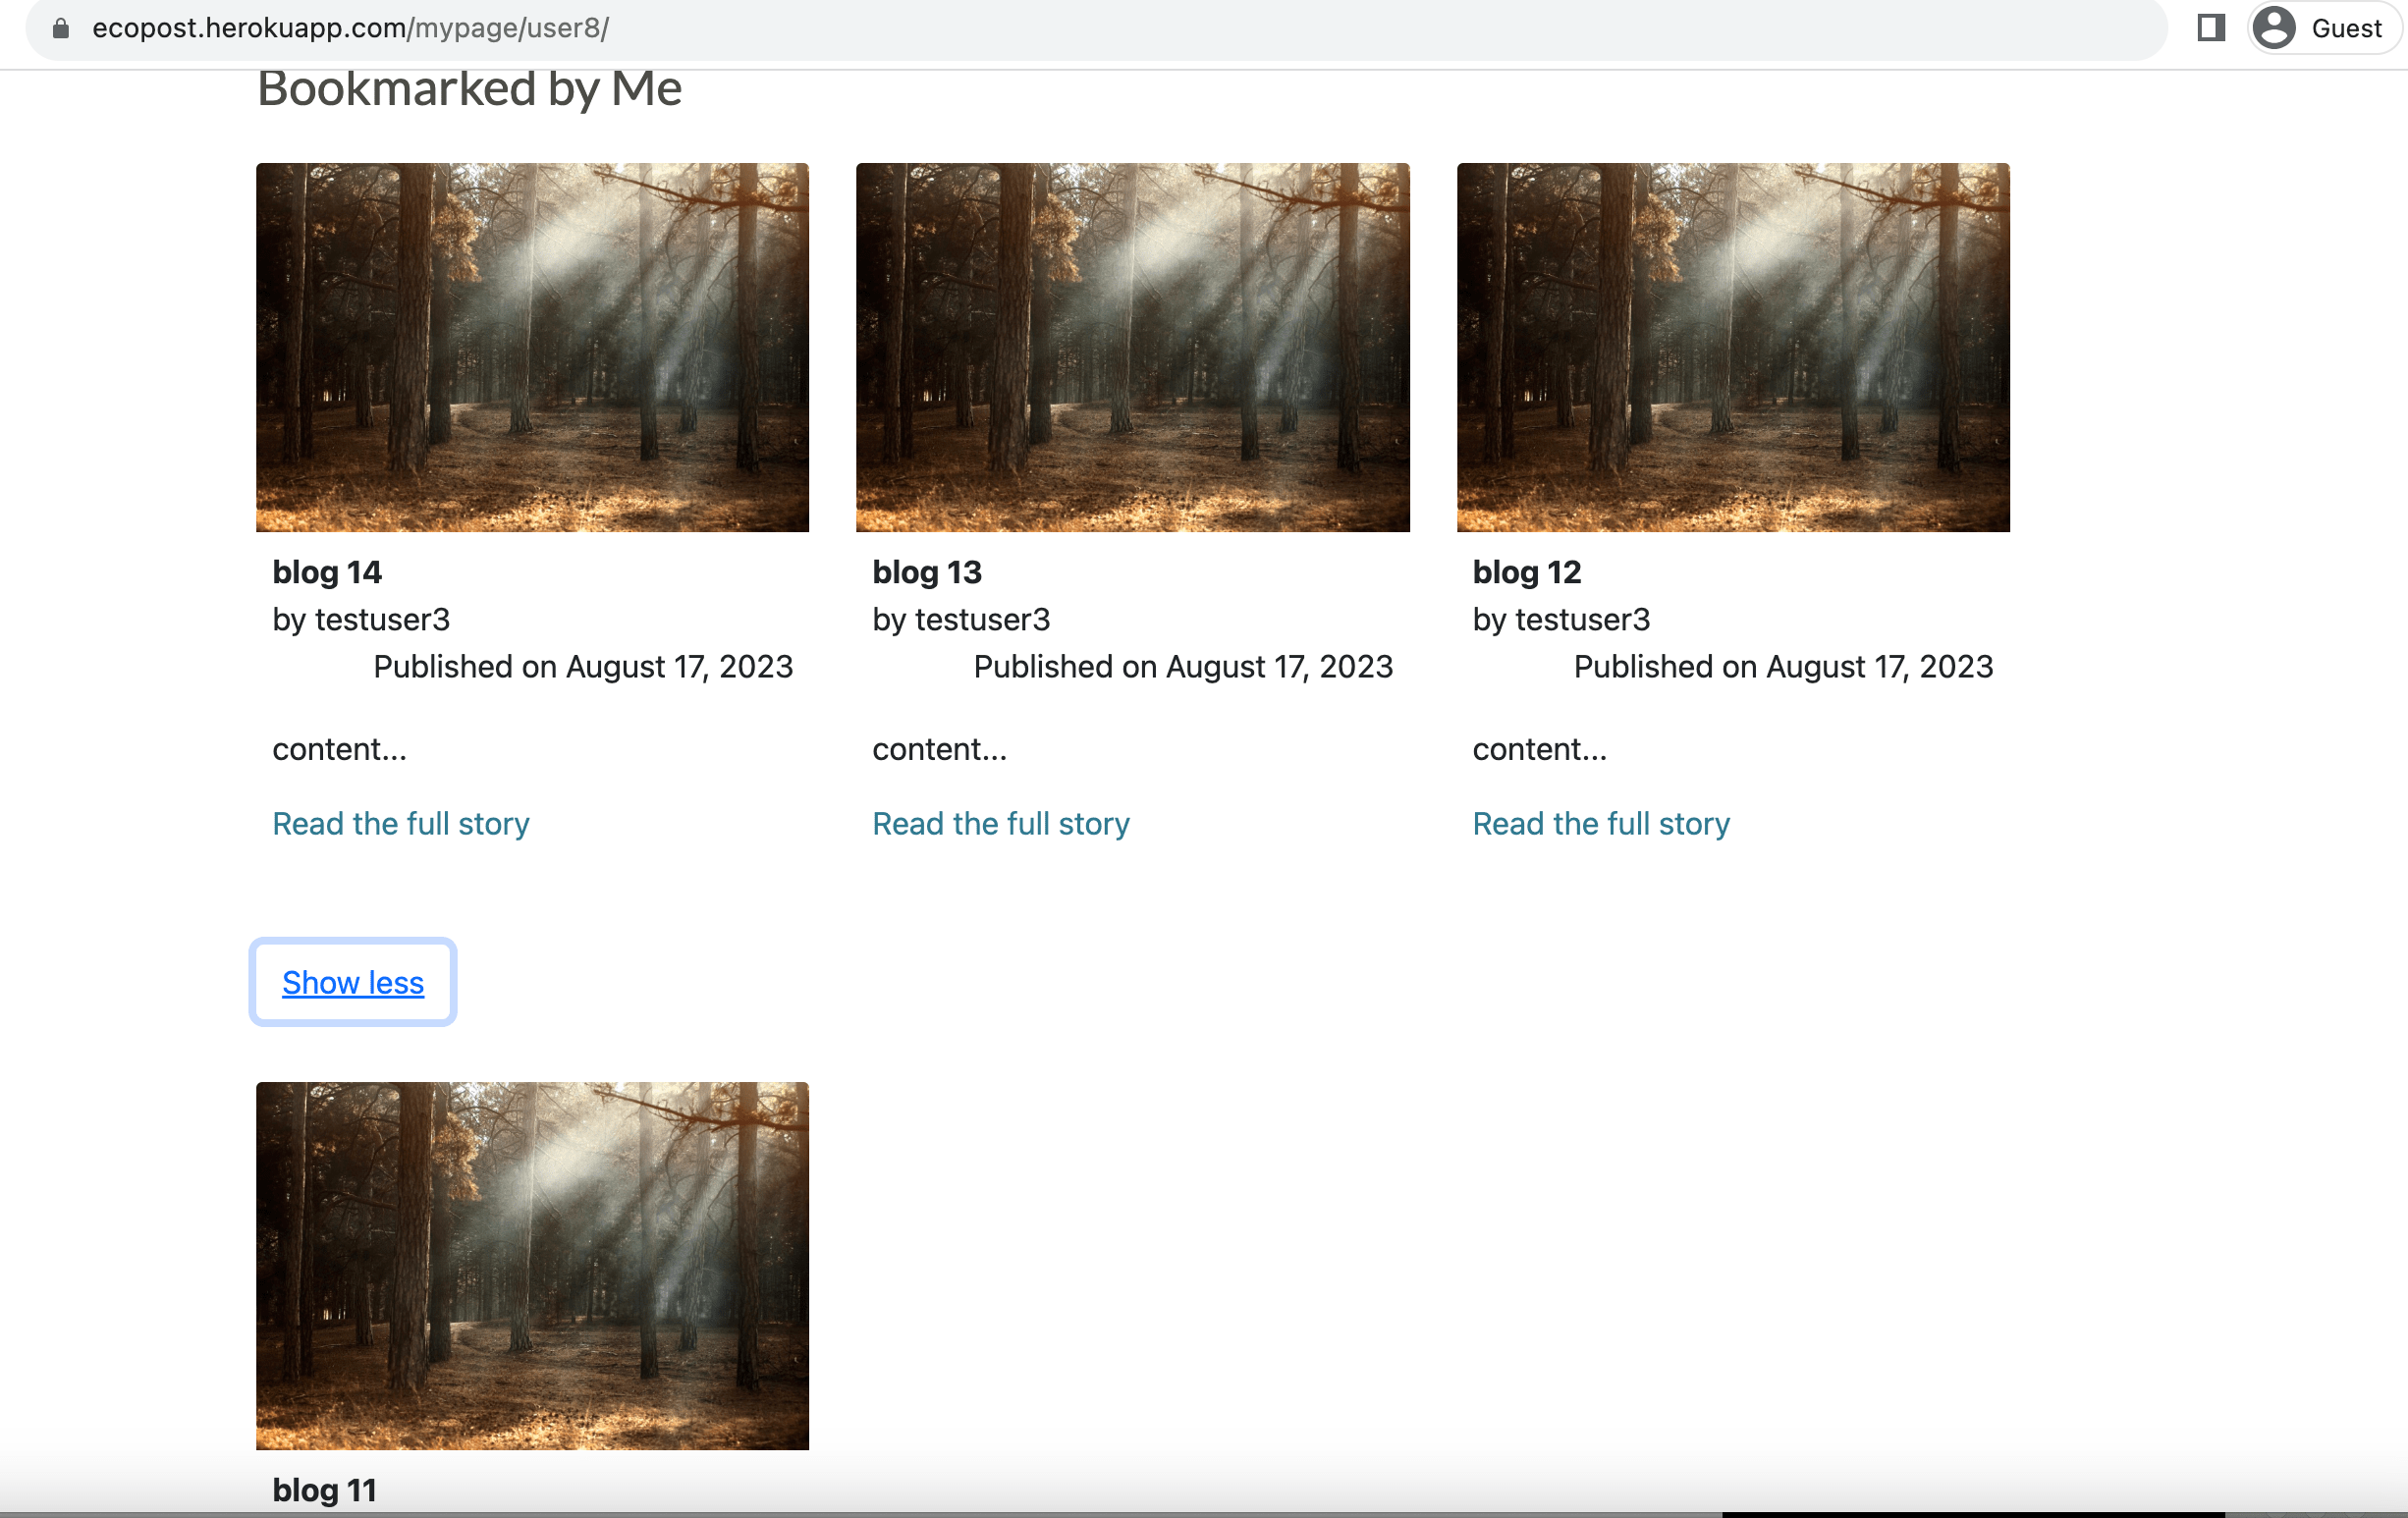 ecopost.herokuapp.com/mypage/user8/
Guest
Bookmarked by Me
blog 14
by testuser3
Published on August 17, 2023
content...
Read the full story
blog 13
by testuser3
Published on August 17, 2023
content...
Read the full story
blog 12
by testuser3
Published on August 17, 2023
content...
Read the full story
Show less
blog 11